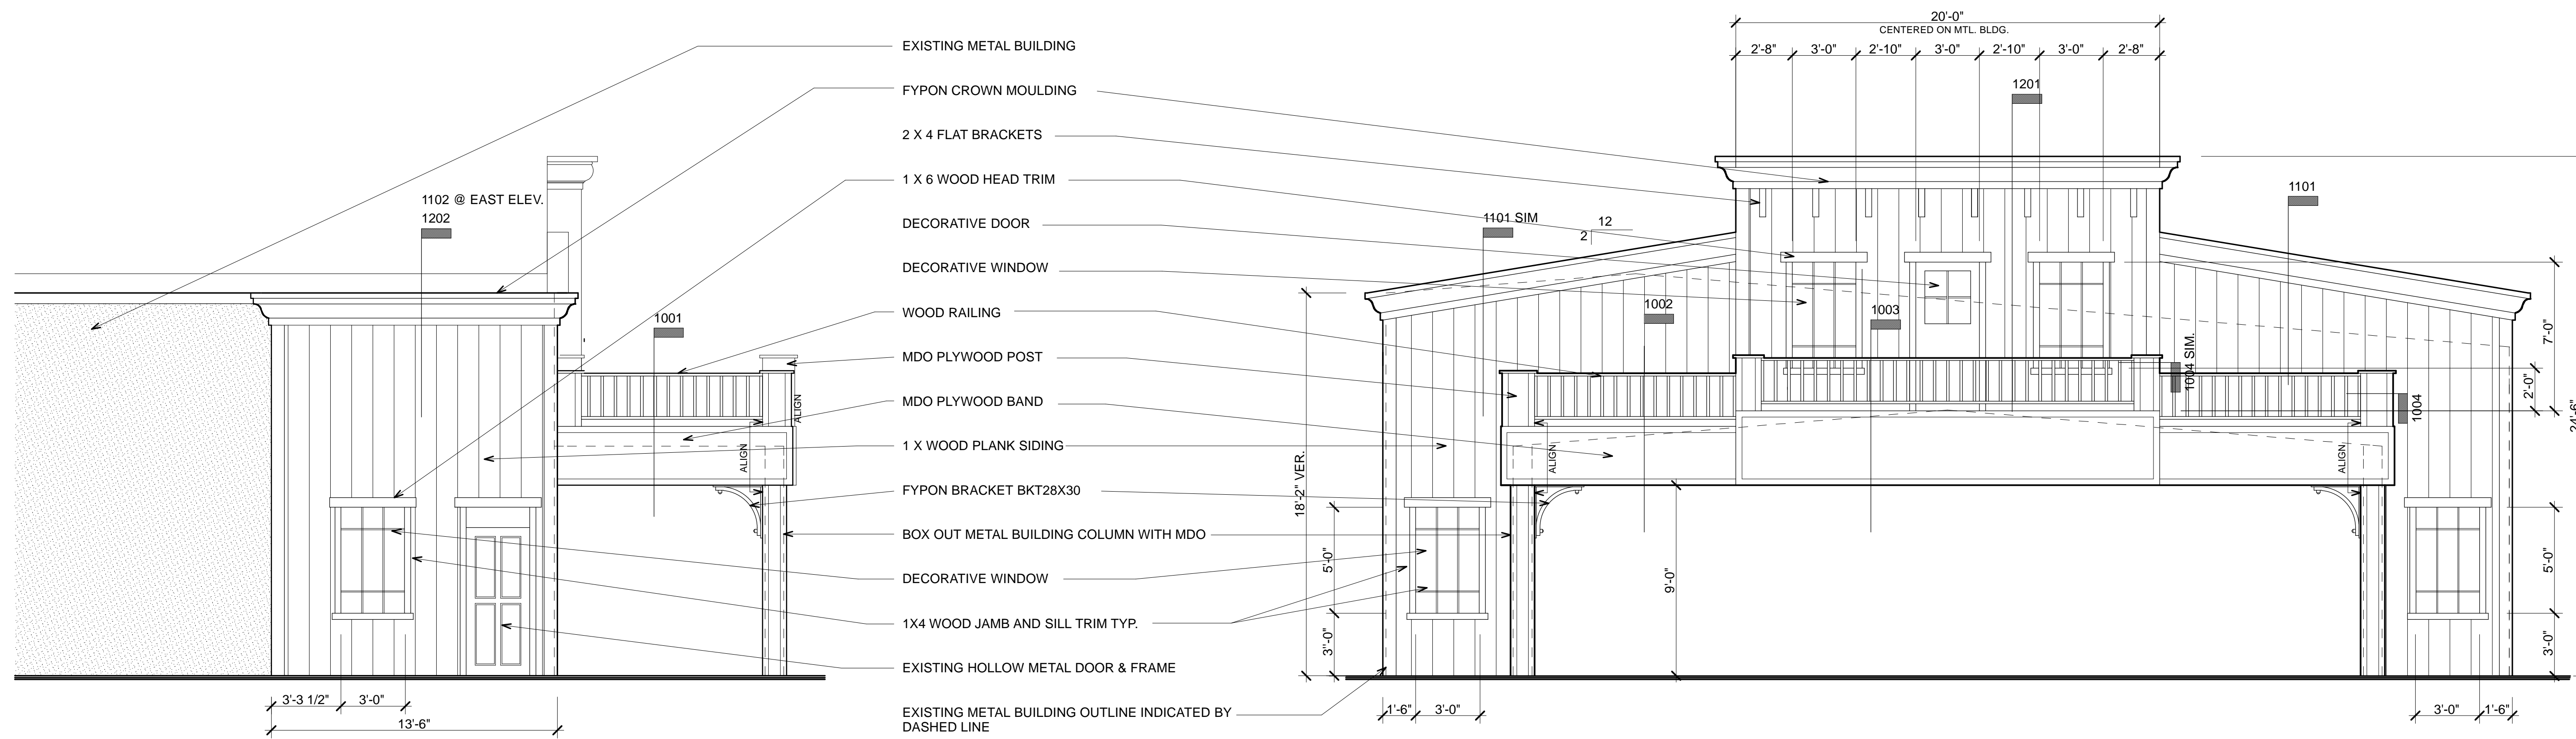 20'-0"
CENTERED ON MTL. BLDG.
2'-8"
3'-0"
2'-10"
3'-0"
2'-10"
3'-0"
2'-8"
EXISTING METAL BUILDING
FYPON CROWN MOULDING
2 X 4 FLAT BRACKETS
1 X 6 WOOD HEAD TRIM
DECORATIVE DOOR
DECORATIVE WINDOW
WOOD RAILING
MDO PLYWOOD POST
MDO PLYWOOD BAND
1 X WOOD PLANK SIDING
FYPON BRACKET BKT28X30
BOX OUT METAL BUILDING COLUMN WITH MDO
DECORATIVE WINDOW
1X4 WOOD JAMB AND SILL TRIM TYP.
EXISTING HOLLOW METAL DOOR & FRAME
EXISTING METAL BUILDING OUTLINE INDICATED BY
DASHED LINE
1102 @ EAST ELEV.
1202
1001
ALIGN
ALIGN
3'-3 1/2"
3'-0"
13'-6"
1201
1101 SIM
12
2
1101
1002
1003
1004 SIM.
1004
ALIGN
ALIGN
18'-2" VER.
5'-0"
3"-0"
9'-0"
7'-0"
2'-0"
24'-6"
5'-0"
3'-0"
1'-6"
3'-0"
3'-0"
1'-6"